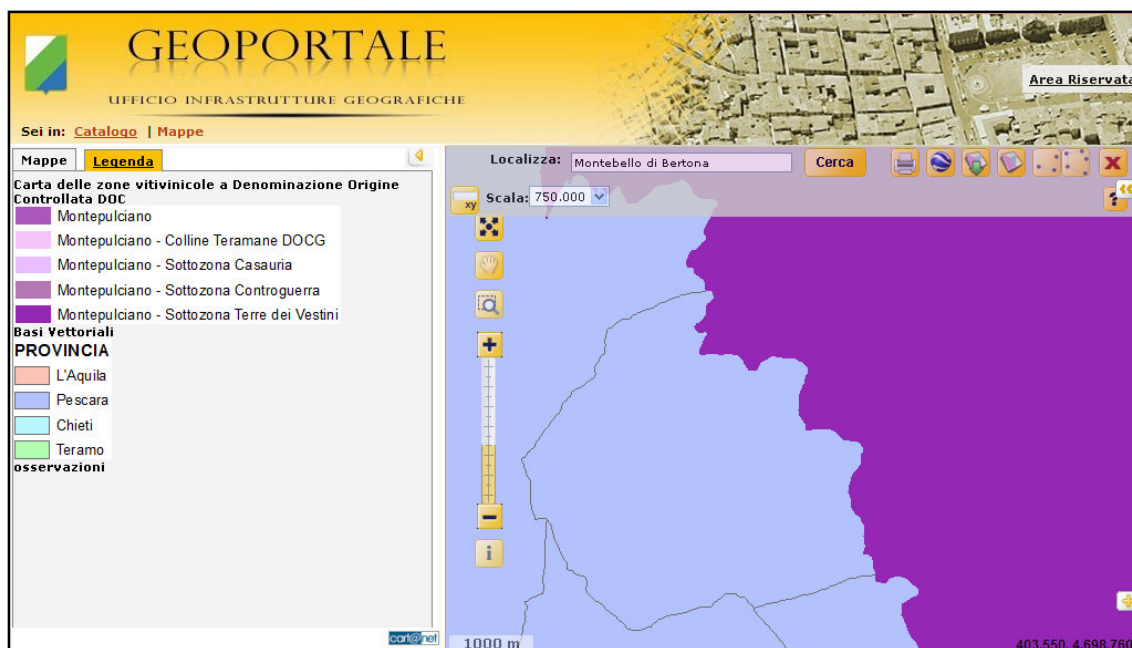 GEOPORTALE
UFFICIO INFRASTRUTTURE GEOGRAFICHE
Area Riservata
Sei in: Catalogo | Mappe
Mappe
Legenda
Localizza: Montebello di Bertona Cerca
xy Scala: 750.000
?
Carta delle zone vitivinicole a Denominazione Origine
Controllata DOC
Montepulciano
Montepulciano - Colline Teramane DOCG
Montepulciano - Sottozona Casauria
Montepulciano - Sottozona Controguerra
Montepulciano - Sottozona Terre dei Vestini
Basi Vettoriali
PROVINCIA
L'Aquila
Pescara
Chieti
Teramo
osservazioni
i
cart@net
1000 m
403.550, 4.698.760